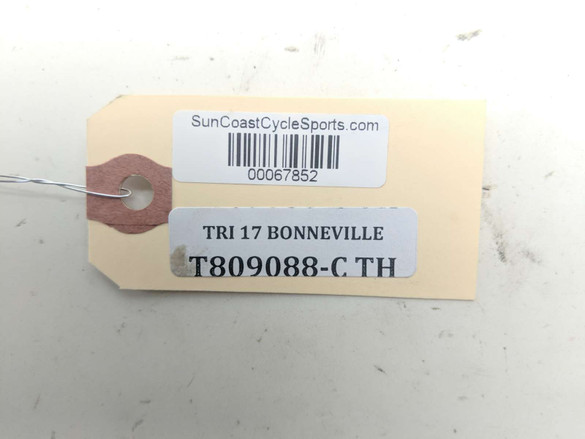 SunCoastCycleSports.com
00067852
TRI 17 BONNEVILLE
T809088-C TH